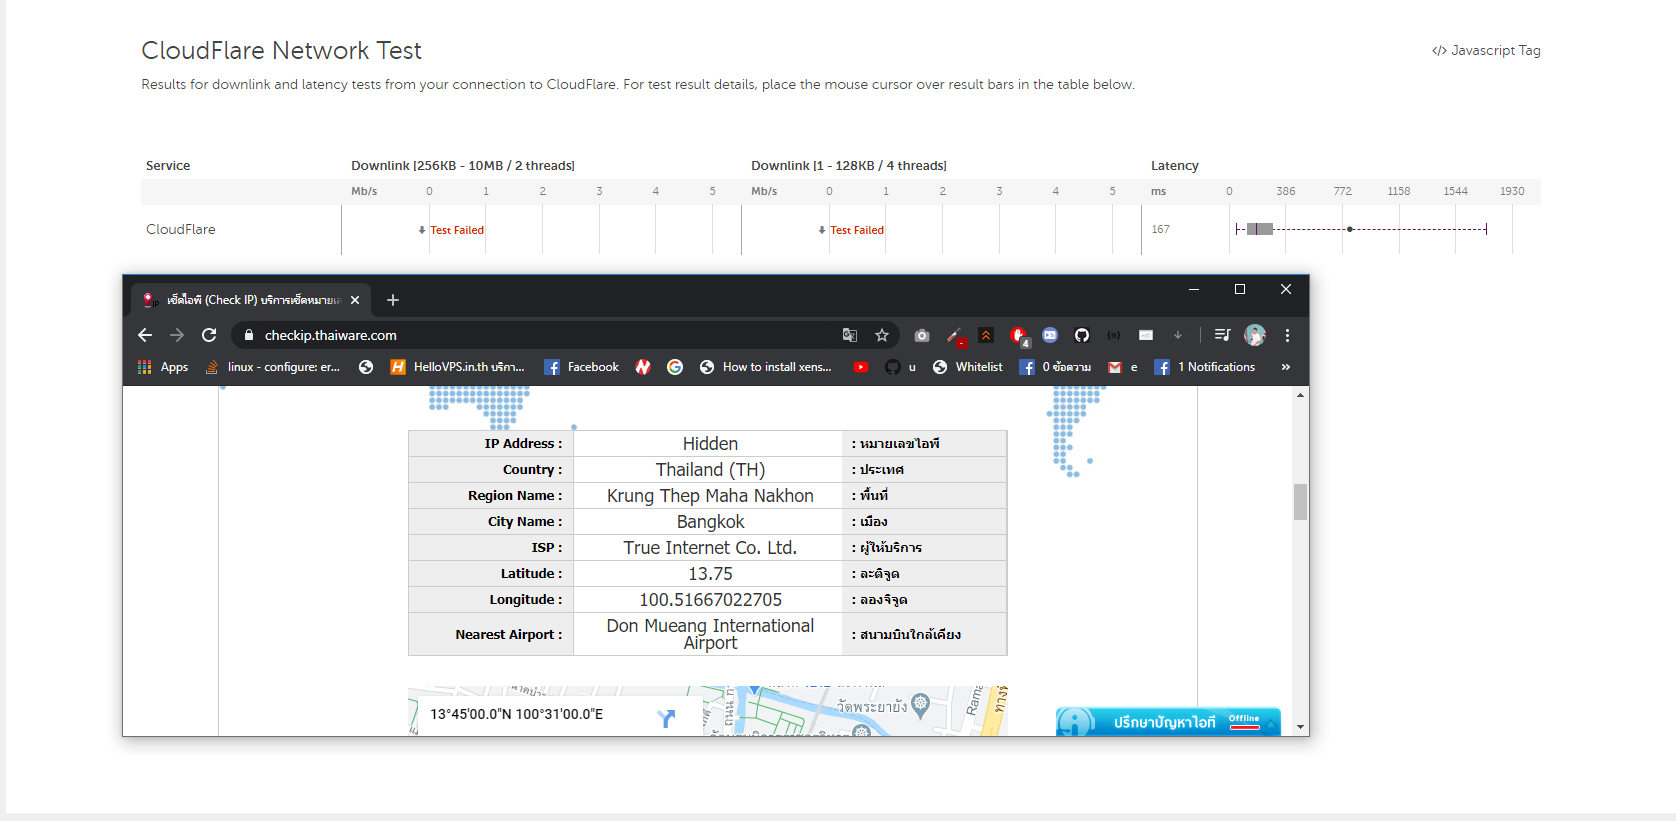 CloudFlare Network Test
</> Javascript Tag
Results for downlink and latency tests from your connection to CloudFlare. For test result details, place the mouse cursor over result bars in the table below.
Service Downlink [256KB - 10MB / 2 threads] Downlink [1 - 128KB / 4 threads] Latency
Mb/s 0 1 2 3 4 5 Mb/s 0 1 2 3 4 5 ms 0 386 772 1158 1544 1930
CloudFlare Test Failed Test Failed 167
เช็คไอพี (Check IP) บริการเช็คหมายเล
checkip.thaiware.com
4
Apps linux - configure: er... HelloVPS.in.th บริกา... Facebook How to install xens... u Whitelist 0 ข้อความ e 1 Notifications »
IP Address : Hidden : หมายเลขไอพี
Country : Thailand (TH) : ประเทศ
Region Name : Krung Thep Maha Nakhon : พื้นที่
City Name : Bangkok : เมือง
ISP : True Internet Co. Ltd. : ผู้ให้บริการ
Latitude : 13.75 : ละติจูด
Longitude : 100.51667022705 : ลองจิจูด
Nearest Airport : Don Mueang International : สนามบินใกล้เคียง
Airport
13°45'00.0"N 100°31'00.0"E
วัดพระยายัง
Rama
ทางพิ
ถนน.
ปรึกษาปัญหาไอที Offline